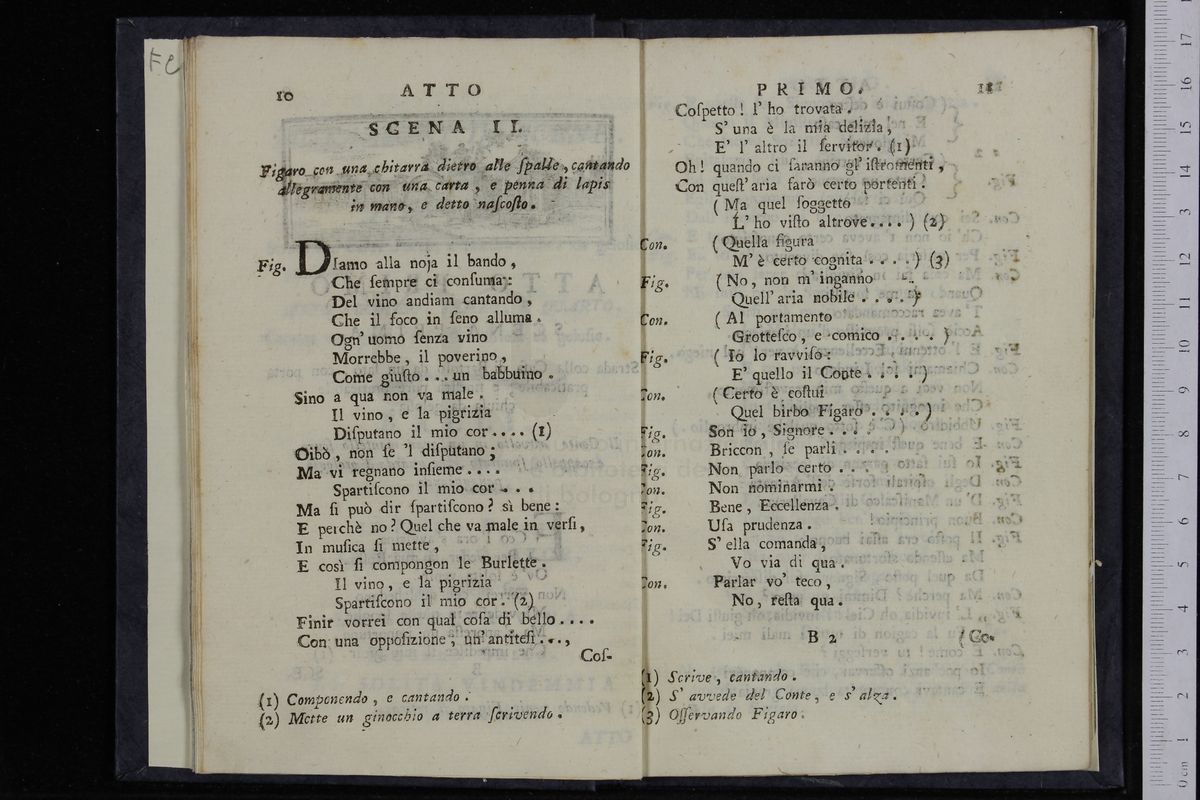 FC
10 ATTO
SCENA II.
Figaro con una chitarra dietro alle ſpalle, cantando
allegramente con una carta, e penna di lapis
in mano, e detto naſcoſto.
Fig. DIamo alla noja il bando,
Che ſempre ci conſuma:
Del vino andiam cantando,
Che il foco in ſeno alluma.
Ogn' uomo ſenza vino
Morrebbe, il poverino,
Come giuſto... un babbuino.
Sino a qua non va male.
Il vino, e la pigrizia
Diſputano il mio cor.... (1)
Oibò, non ſe 'l diſputano;
Ma vi regnano inſieme....
Spartiſcono il mio cor...
Ma ſi può dir ſpartiſcono? sì bene:
E perchè no? Quel che va male in verſi,
In muſica ſi mette,
E così ſi compongon le Burlette.
Il vino, e la pigrizia
Spartiſcono il mio cor. (2)
Finir vorrei con qual coſa di bello....
Con una oppoſizione, un' antiteſi...,
Coſ-
(1) Componendo, e cantando.
(2) Mette un ginocchio a terra ſcrivendo.
PRIMO. 11
Coſpetto! l' ho trovata.
S' una è la mia delizia,
E' l' altro il ſervitor. (1)
Oh! quando ci ſaranno gl' iſtromenti,
Con queſt' aria farò certo portenti.
(Ma quel ſoggetto
L' ho viſto altrove....) (2)
Con. (Quella figura
M' è certo cognita....) (3)
Fig. (No, non m' inganno
Quell' aria nobile....)
Con. (Al portamento
Grotteſco, e comico....)
Fig. (Io lo ravviſo:
E' quello il Conte....)
Con. (Certo è coſtui
Quel birbo Figaro....)
Fig. Son io, Signore....
Con. Briccon, ſe parli....
Fig. Non parlo certo....
Con. Non nominarmi.
Fig. Bene, Eccellenza.
Con. Uſa prudenza.
Fig. S' ella comanda,
Vo via di qua.
Con. Parlar vo' teco,
No, reſta qua.
B 2 (Co-
(1) Scrive, cantando.
(2) S' avvede del Conte, e s' alza.
(3) Oſſervando Figaro.